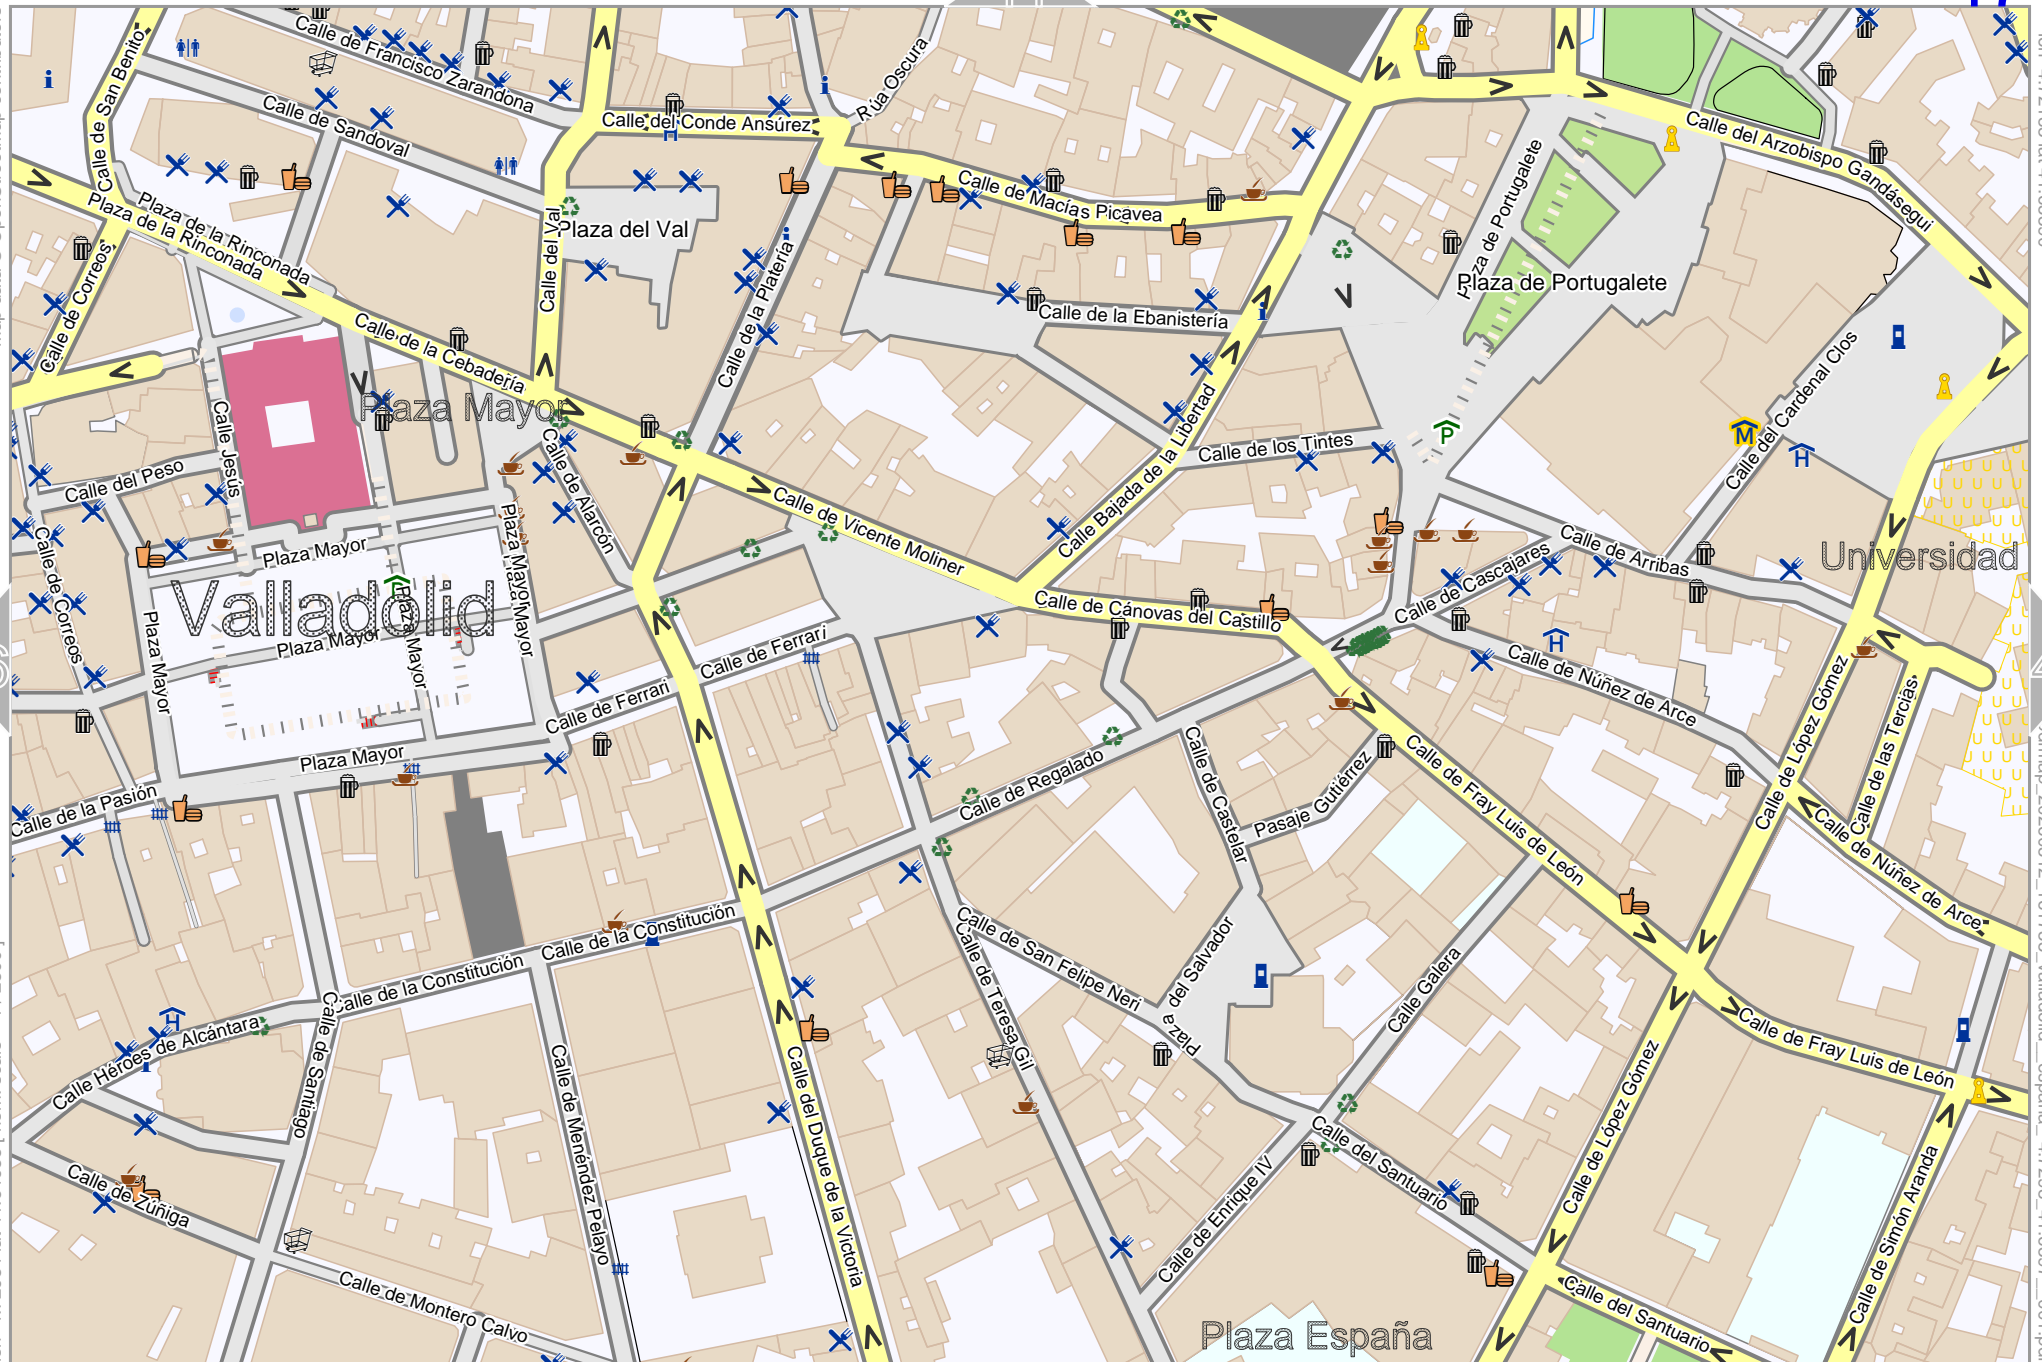 Calle de San Benito
Calle de Francisco Zarandona
Rúa Oscura
Calle de Sandoval
Calle del Conde Ansúrez
Calle del Arzobispo Gandásegui
Plaza de la Rinconada
Plaza de la Rinconada
Calle de Macías Picavea
Plaza de Portugalete
Plaza del Val
Calle del Val
Calle de la Platería
Calle de Correos
Plaza de Portugalete
Calle de la Ebanistería
Calle de la Cebadería
Plaza Mayor
Calle Bajada de la Libertad
Calle del Cardenal Clos
P
M
H
Calle Jesús
Calle del Peso
Calle de Alarcón
Calle de los Tintes
Calle de Vicente Moliner
Plaza Mayor
Plaza Mayor
Plaza Mayor
Calle de Correos
Valladolid
Calle de Cascajares
Calle de Arribas
Universidad
Calle de Cánovas del Castillo
Plaza Mayor
Plaza Mayor
Plaza Mayor
Calle de Ferrari
Calle de Ferrari
H
Calle de Núñez de Arce
Calle de López Gómez
Calle de las Tercias
Plaza Mayor
Calle de la Pasión
Calle de Regalado
Calle de Castelar
Pasaje Gutiérrez
Calle de Fray Luis de León
Calle de Núñez de Arce
Calle de la Constitución
Calle de la Constitución
Calle de San Felipe Neri
Plaza del Salvador
Calle Galera
Calle de Teresa Gil
H
Calle Héroes de Alcántara
Calle de Santiago
Calle de Menéndez Pelayo
Calle del Duque de la Victoria
Calle de Fray Luis de León
Calle de López Gómez
Calle de Zúñiga
Calle de Enrique IV
Calle del Santuario
Calle de Simón Aranda
Calle de Montero Calvo
Plaza España
Calle del Santuario